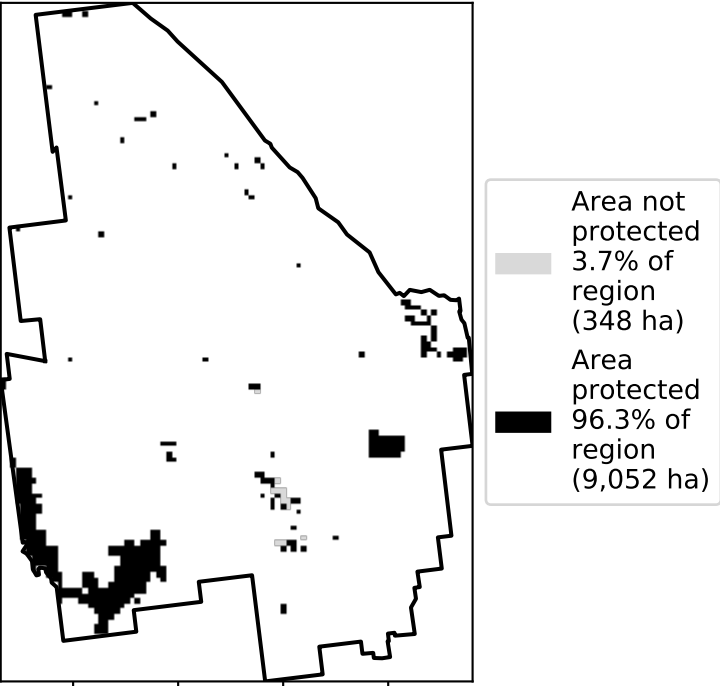 Area not
protected
3.7% of
region
(348 ha)
Area
protected
96.3% of
region
(9,052 ha)